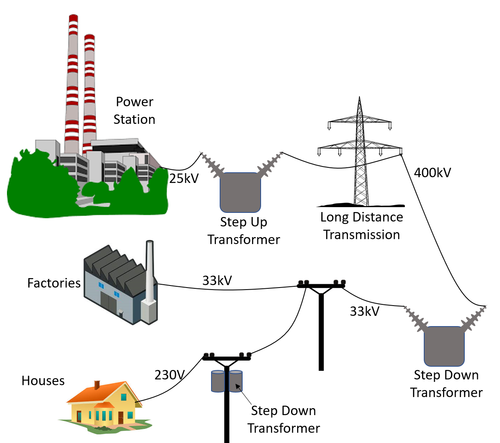 Power
Station
25kV
Step Up
Transformer
Long Distance
Transmission
400kV
Factories
33kV
33kV
Step Down
Transformer
Houses
230V
Step Down
Transformer